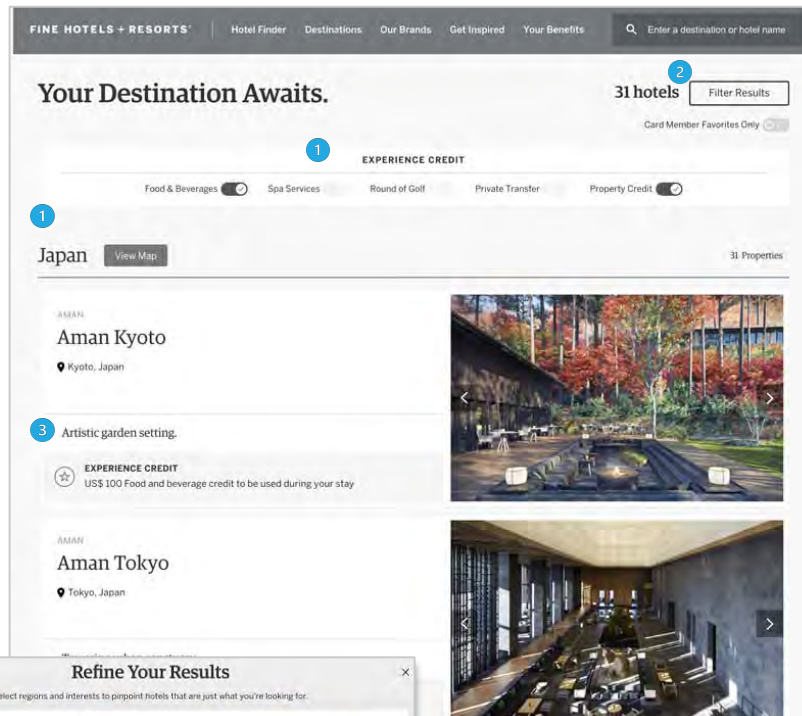 FINE HOTELS + RESORTS® Hotel Finder Destinations Our Brands Get Inspired Your Benefits Enter a destination or hotel name
2
Your Destination Awaits. 31 hotels Filter Results
Card Member Favorites Only
1
EXPERIENCE CREDIT
Food & Beverages Spa Services Round of Golf Private Transfer Property Credit
1
Japan View Map 31 Properties
AMAN
Aman Kyoto
Kyoto, Japan
3 Artistic garden setting.
EXPERIENCE CREDIT
US$ 100 Food and beverage credit to be used during your stay
AMAN
Aman Tokyo
Tokyo, Japan
Refine Your Results
elect regions and interests to pinpoint hotels that are just what you're looking for.